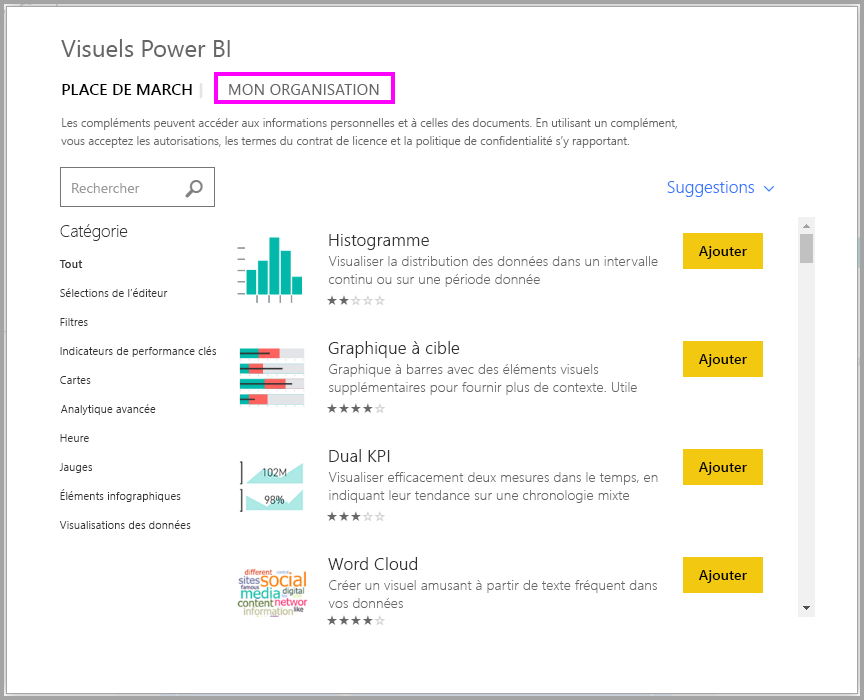 Visuels Power BI
PLACE DE MARCH | MON ORGANISATION
Les compléments peuvent accéder aux informations personnelles et à celles des documents. En utilisant un complément,
vous acceptez les autorisations, les termes du contrat de licence et la politique de confidentialité s’y rapportant.
Rechercher
Suggestions
Catégorie
Tout
Sélections de l’éditeur
Filtres
Indicateurs de performance clés
Cartes
Analytique avancée
Heure
Jauges
Éléments infographiques
Visualisations des données
Histogramme
Visualiser la distribution des données dans un intervalle
continu ou sur une période donnée
Ajouter
Graphique à cible
Graphique à barres avec des éléments visuels
supplémentaires pour fournir plus de contexte. Utile
Ajouter
102M
98%
Dual KPI
Visualiser efficacement deux mesures dans le temps, en
indiquant leur tendance sur une chronologie mixte
Ajouter
different
sites social
famous
media digital
content networ
information like
Word Cloud
Créer un visuel amusant à partir de texte fréquent dans
vos données
Ajouter